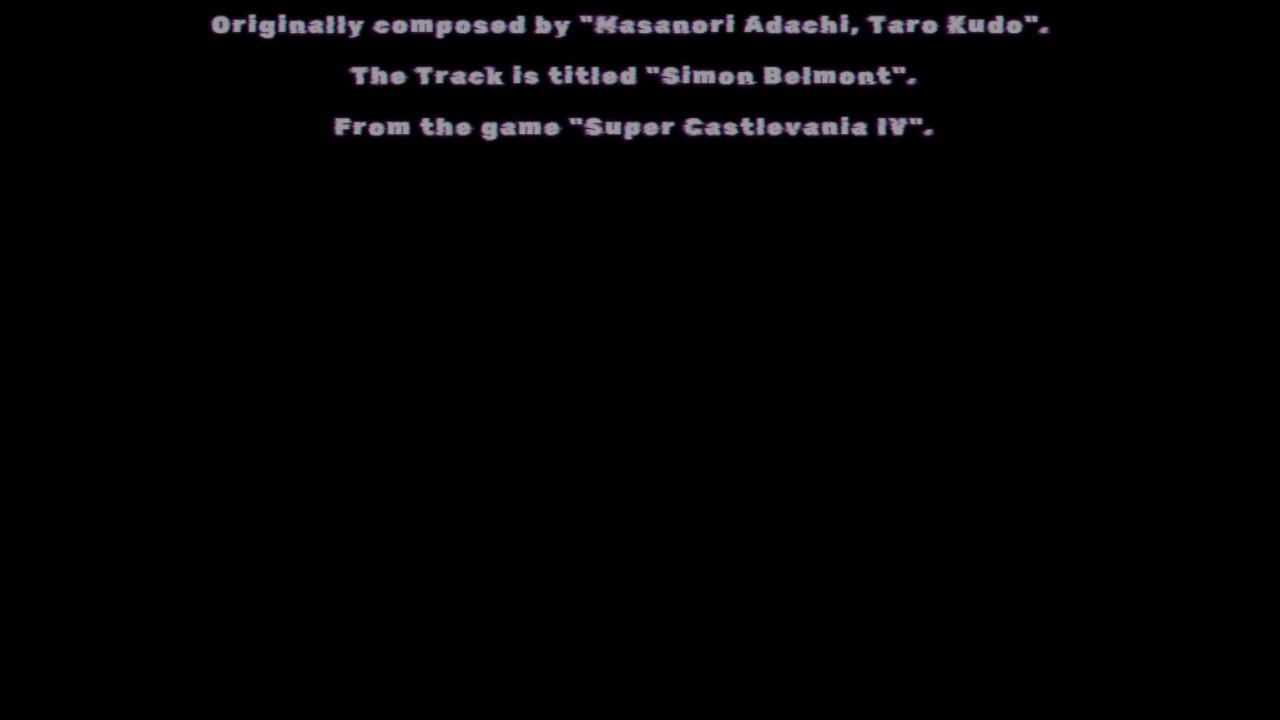 Originally composed by "Masanori Adachi, Taro Kudo".
The Track is titled "Simon Belmont".
From the game "Super Castlevania IV".